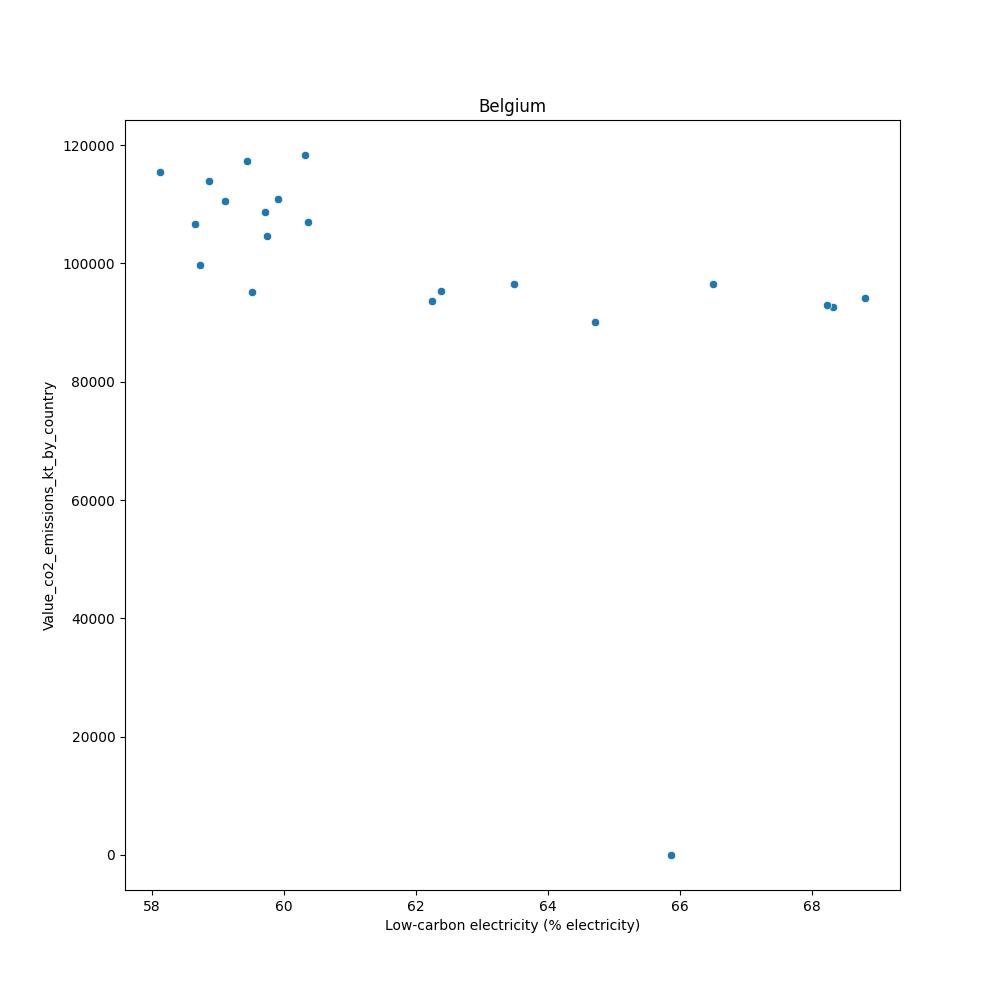 Belgium
120000
100000
80000
60000
40000
20000
0
Value_co2_emissions_kt_by_country
58 60 62 64 66 68
Low-carbon electricity (% electricity)